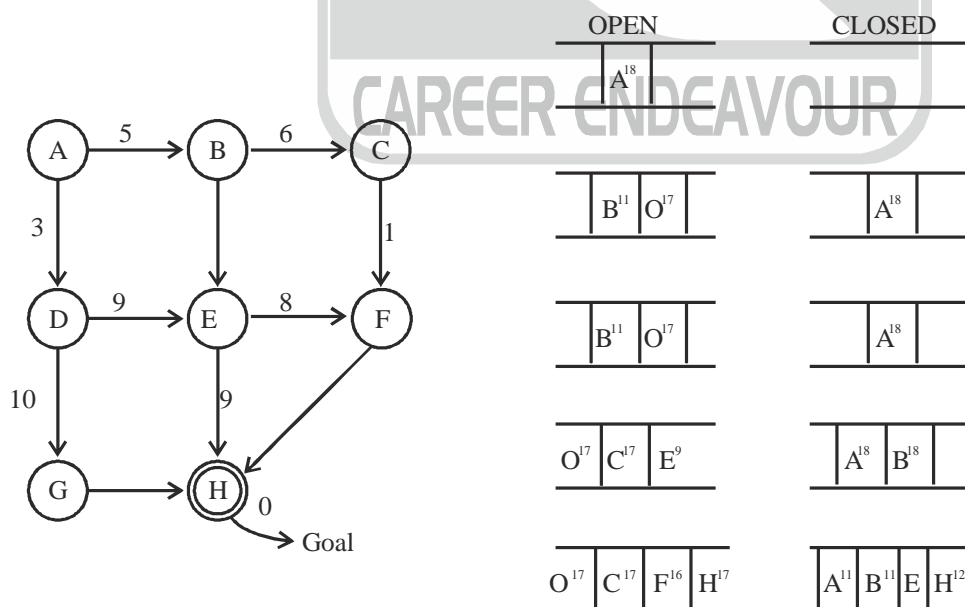 OPEN CLOSED
A¹⁸
CAREER ENDEAVOUR
A 5 B 6 C
B¹¹ O¹⁷ A¹⁸
3 1
D 9 E 8 F
B¹¹ O¹⁷ A¹⁸
10 9
O¹⁷ C¹⁷ E⁹ A¹⁸ B¹⁸
G H 0
Goal
O¹⁷ C¹⁷ F¹⁶ H¹⁷ A¹¹ B¹¹ E H¹²